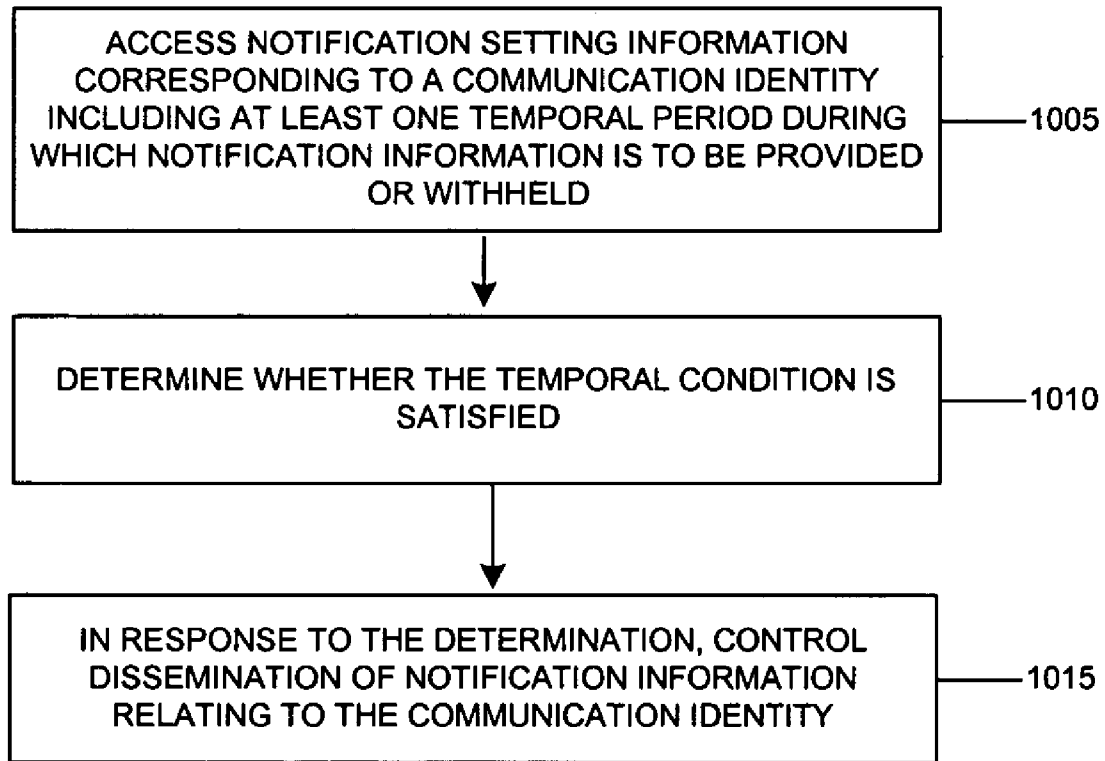 ACCESS NOTIFICATION SETTING INFORMATION
CORRESPONDING TO A COMMUNICATION IDENTITY
INCLUDING AT LEAST ONE TEMPORAL PERIOD DURING
WHICH NOTIFICATION INFORMATION IS TO BE PROVIDED
OR WITHHELD
1005
DETERMINE WHETHER THE TEMPORAL CONDITION IS
SATISFIED
1010
IN RESPONSE TO THE DETERMINATION, CONTROL
DISSEMINATION OF NOTIFICATION INFORMATION
RELATING TO THE COMMUNICATION IDENTITY
1015